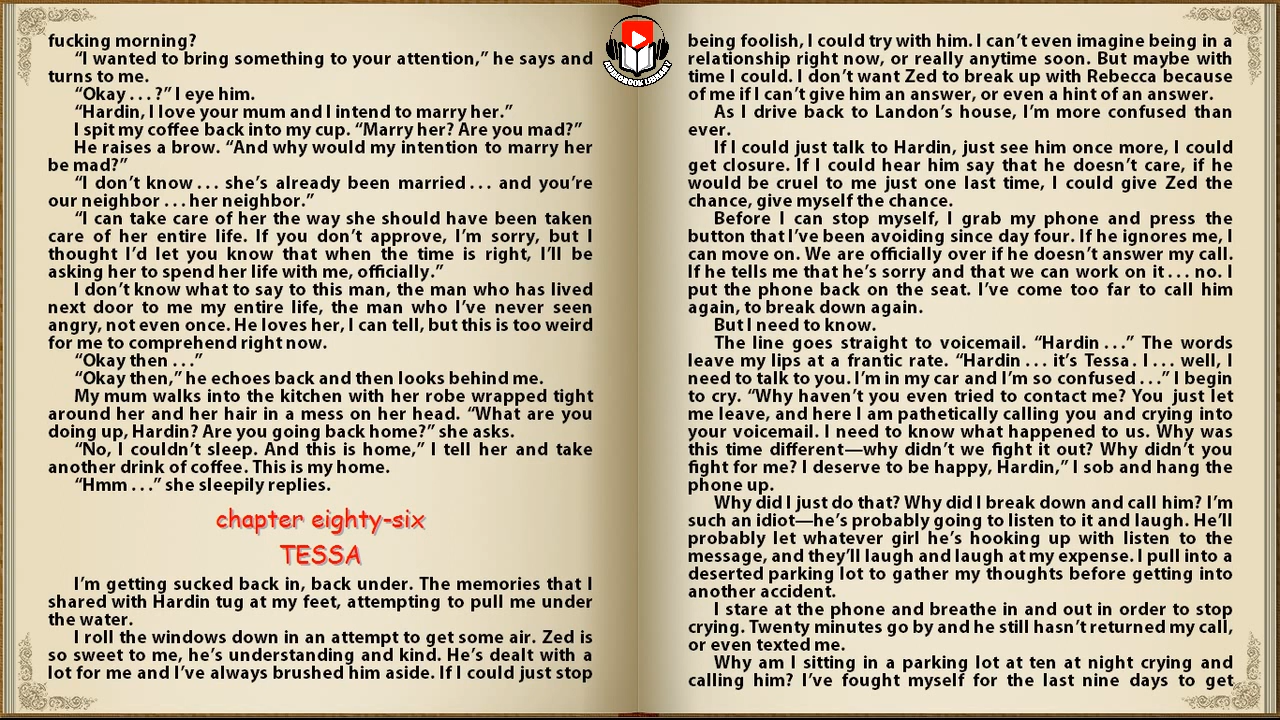 fucking morning?
“I wanted to bring something to your attention,” he says and
turns to me.
“Okay . . . ?” I eye him.
“Hardin, I love your mum and I intend to marry her.”
I spit my coffee back into my cup. “Marry her? Are you mad?”
He raises a brow. “And why would my intention to marry her
be mad?”
“I don’t know . . . she’s already been married . . . and you’re
our neighbor . . . her neighbor.”
“I can take care of her the way she should have been taken
care of her entire life. If you don’t approve, I’m sorry, but I
thought I’d let you know that when the time is right, I’ll be
asking her to spend her life with me, officially.”
I don’t know what to say to this man, the man who has lived
next door to me my entire life, the man who I’ve never seen
angry, not even once. He loves her, I can tell, but this is too weird
for me to comprehend right now.
“Okay then . . .”
“Okay then,” he echoes back and then looks behind me.
My mum walks into the kitchen with her robe wrapped tight
around her and her hair in a mess on her head. “What are you
doing up, Hardin? Are you going back home?” she asks.
“No, I couldn’t sleep. And this is home,” I tell her and take
another drink of coffee. This is my home.
“Hmm . . .” she sleepily replies.
chapter eighty-six
TESSA
I’m getting sucked back in, back under. The memories that I
shared with Hardin tug at my feet, attempting to pull me under
the water.
I roll the windows down in an attempt to get some air. Zed is
so sweet to me, he’s understanding and kind. He’s dealt with a
lot for me and I’ve always brushed him aside. If I could just stop
AUDIOBOOK LIBRARY
being foolish, I could try with him. I can’t even imagine being in a
relationship right now, or really anytime soon. But maybe with
time I could. I don’t want Zed to break up with Rebecca because
of me if I can’t give him an answer, or even a hint of an answer.
As I drive back to Landon’s house, I’m more confused than
ever.
If I could just talk to Hardin, just see him once more, I could
get closure. If I could hear him say that he doesn’t care, if he
would be cruel to me just one last time, I could give Zed the
chance, give myself the chance.
Before I can stop myself, I grab my phone and press the
button that I’ve been avoiding since day four. If he ignores me, I
can move on. We are officially over if he doesn’t answer my call.
If he tells me that he’s sorry and that we can work on it . . . no. I
put the phone back on the seat. I’ve come too far to call him
again, to break down again.
But I need to know.
The line goes straight to voicemail. “Hardin . . .” The words
leave my lips at a frantic rate. “Hardin . . . it’s Tessa. I . . . well, I
need to talk to you. I’m in my car and I’m so confused . . .” I begin
to cry. “Why haven’t you even tried to contact me? You just let
me leave, and here I am pathetically calling you and crying into
your voicemail. I need to know what happened to us. Why was
this time different—why didn’t we fight it out? Why didn’t you
fight for me? I deserve to be happy, Hardin,” I sob and hang the
phone up.
Why did I just do that? Why did I break down and call him? I’m
such an idiot—he’s probably going to listen to it and laugh. He’ll
probably let whatever girl he’s hooking up with listen to the
message, and they’ll laugh and laugh at my expense. I pull into a
deserted parking lot to gather my thoughts before getting into
another accident.
I stare at the phone and breathe in and out in order to stop
crying. Twenty minutes go by and he still hasn’t returned my call,
or even texted me.
Why am I sitting in a parking lot at ten at night crying and
calling him? I’ve fought myself for the last nine days to get